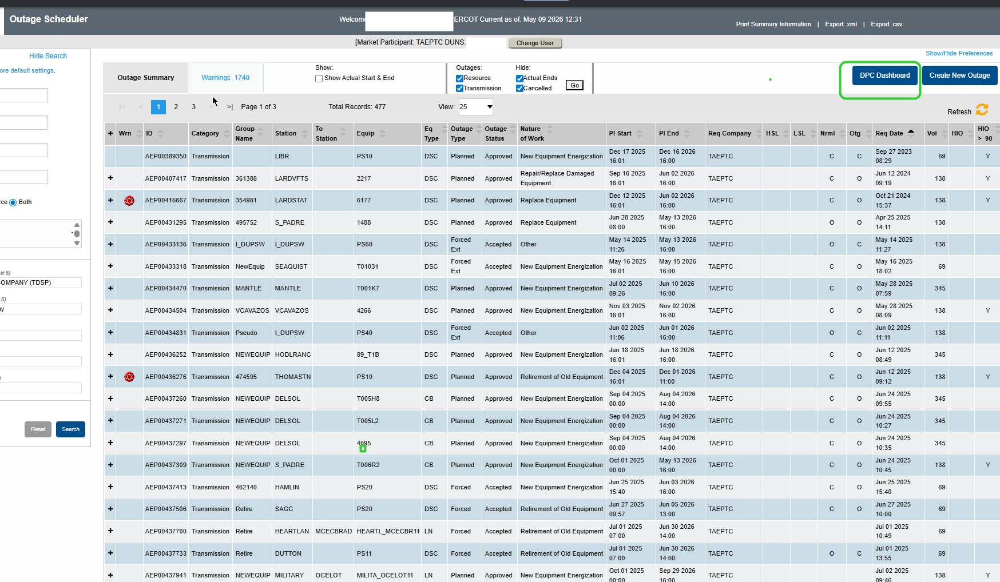 Outage Scheduler
Welcom
ERCOT Current as of: May 09 2026 12:31
Print Summary Information | Export .xml | Export .csv
[Market Participant: TAEPTC DUNS:
Change User
Hide Search
ore default settings.
rce Both
it 5)
OMPANY (TDSP)
5)
ny
)
Reset Search
Show/Hide Preferences
Outage Summary
Warnings 1740
Show:
Show Actual Start & End
Outages:
Resource
Transmission
Hide:
Actual Ends
Cancelled
Go
DPC Dashboard
Create New Outage
|< < 1 2 3 > >| Page 1 of 3 Total Records: 477 View: 25
Refresh
+ Wrn ID Category Group Name Station To Station Equip Eq Type Outage Type Outage Status Nature of Work Pl Start Pl End Req Company HSL LSL Nrml Otg Req Date Vol HIO HIO > 90
AEP00389350 Transmission LIBR PS10 DSC Planned Approved New Equipment Energization Dec 17 2025 16:01 Dec 16 2026 16:00 TAEPTC C C Sep 27 2023 08:29 69 Y
+ AEP00407417 Transmission 361388 LARDVFTS 2217 DSC Planned Approved Repair/Replace Damaged Equipment Sep 16 2025 16:01 Jun 02 2026 16:00 TAEPTC C O Jun 12 2024 09:19 138 Y
+ AEP00416667 Transmission 354981 LARDSTAT 6177 DSC Planned Approved Replace Equipment Dec 12 2025 16:01 Jun 02 2026 16:00 TAEPTC C O Oct 21 2024 15:37 138 Y
+ AEP00431295 Transmission 495752 S_PADRE 1488 DSC Planned Approved Replace Equipment Jun 28 2025 08:00 May 13 2026 16:00 TAEPTC O O Apr 25 2025 14:11 138
+ AEP00433136 Transmission I_DUPSW I_DUPSW PS60 DSC Forced Ext Accepted Other May 14 2025 11:26 May 13 2026 16:00 TAEPTC O C May 14 2025 11:27 138
+ AEP00433318 Transmission NewEquip SEAQUIST T01031 DSC Forced Ext Accepted New Equipment Energization May 16 2025 16:01 May 15 2026 16:00 TAEPTC C O May 16 2025 18:02 69
+ AEP00434470 Transmission MANTLE MANTLE T001K7 DSC Planned Approved New Equipment Energization Jul 02 2025 09:26 Jun 10 2026 16:00 TAEPTC C O May 28 2025 07:59 345
+ AEP00434504 Transmission VCAVAZOS VCAVAZOS 4266 DSC Planned Approved New Equipment Energization Nov 03 2025 16:01 Nov 02 2026 16:00 TAEPTC C O May 28 2025 08:09 138 Y
+ AEP00434831 Transmission Pseudo I_DUPSW PS40 DSC Forced Ext Accepted Other Jun 02 2025 11:06 Jun 01 2026 16:00 TAEPTC O C Jun 02 2025 11:11 138
+ AEP00436252 Transmission NEWEQUIP HODLRANC 89_T1B DSC Planned Approved New Equipment Energization Jun 18 2025 16:01 Jun 18 2026 16:00 TAEPTC C O Jun 12 2025 08:49 345
+ AEP00436276 Transmission 474595 THOMASTN PS10 DSC Planned Approved Retirement of Old Equipment Dec 04 2025 16:01 Dec 01 2026 11:00 TAEPTC C O Jun 12 2025 09:12 138 Y
+ AEP00437260 Transmission NEWEQUIP DELSOL T005H8 CB Planned Approved New Equipment Energization Sep 04 2025 00:00 Aug 04 2026 14:00 TAEPTC C O Jun 24 2025 09:55 345
+ AEP00437271 Transmission NEWEQUIP DELSOL T005L2 CB Planned Approved New Equipment Energization Sep 04 2025 00:00 Aug 04 2026 14:00 TAEPTC C O Jun 24 2025 10:27 345
+ AEP00437297 Transmission NEWEQUIP DELSOL 4095 CB Planned Approved New Equipment Energization Sep 04 2025 00:00 Aug 04 2026 14:00 TAEPTC C O Jun 24 2025 10:35 345
+ AEP00437309 Transmission NEWEQUIP S_PADRE T006R2 CB Planned Approved New Equipment Energization Oct 01 2025 00:00 May 13 2026 16:00 TAEPTC C O Jun 24 2025 10:45 138 Y
+ AEP00437413 Transmission 462140 HAMLIN PS20 DSC Forced Accepted New Equipment Energization Jun 25 2025 15:40 Jun 03 2026 16:00 TAEPTC C O Jun 25 2025 15:40 69
+ AEP00437506 Transmission Retire SAGC PS20 DSC Forced Accepted Retirement of Old Equipment Jun 27 2025 09:57 Jun 05 2026 13:00 TAEPTC C O Jun 27 2025 10:00 69
+ AEP00437700 Transmission Retire HEARTLAN MCECBRAD HEARTL_MCECBR11 LN Forced Accepted Retirement of Old Equipment Jul 01 2025 07:00 Jun 30 2026 14:00 TAEPTC Jul 01 2025 10:49 69
+ AEP00437733 Transmission Retire DUTTON PS11 DSC Forced Accepted Retirement of Old Equipment Jul 01 2025 07:00 Jun 30 2026 14:00 TAEPTC O C Jul 01 2025 13:55 69
+ AEP00437941 Transmission NEWEQUIP MILITARY OCELOT MILITA_OCELOT11 LN Planned Approved New Equipment Energization Oct 01 2025 00:00 Sep 29 2026 16:00 TAEPTC Jul 02 2025 09:46 138 Y